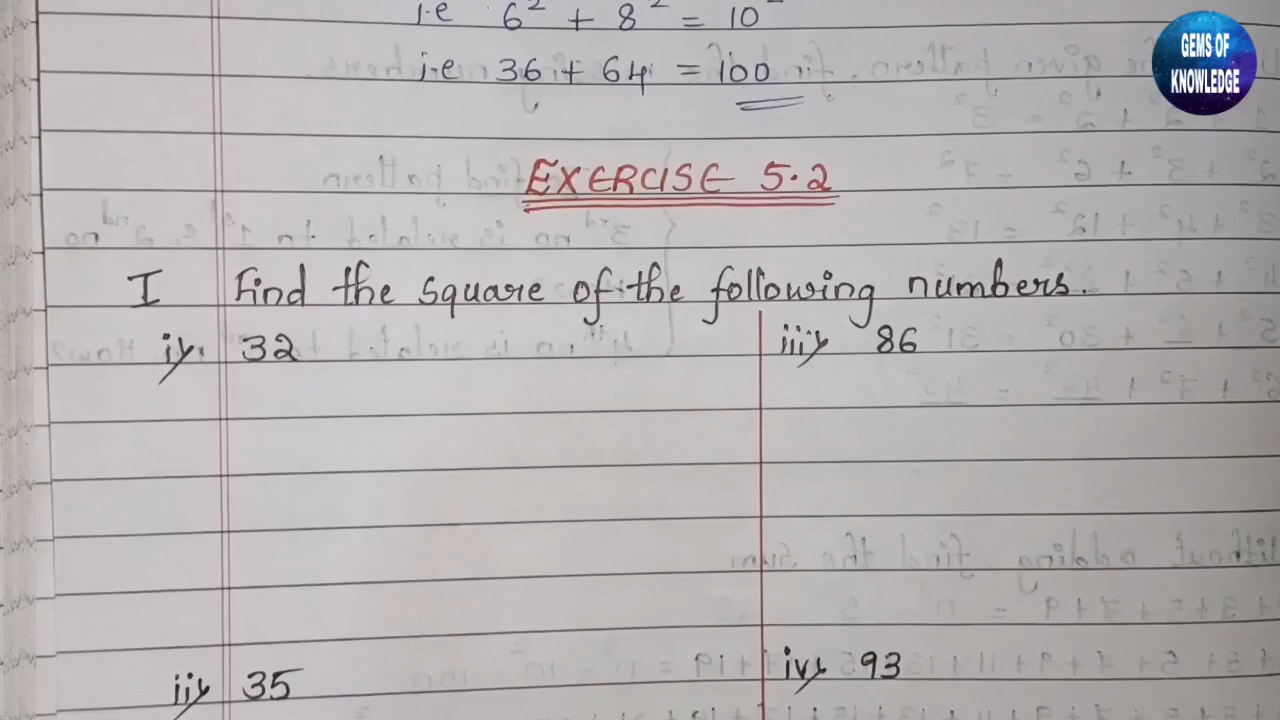 i.e 6² + 8² = 10²
i.e 36 + 64 = 100
GEMS OF
KNOWLEDGE
EXERCISE 5.2
I Find the square of the following numbers.
i) 32
iii) 86
ii) 35
iv) 93